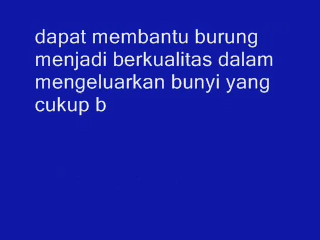 dapat membantu burung
menjadi berkualitas dalam
mengeluarkan bunyi yang
cukup b